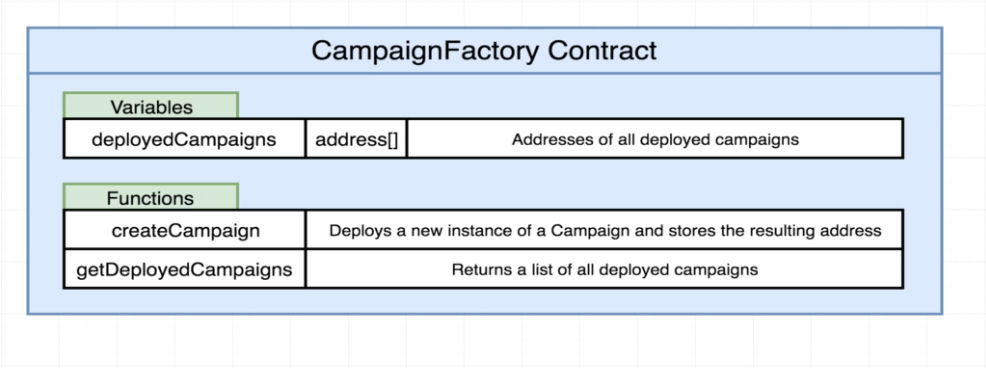 CampaignFactory Contract
Variables
deployedCampaigns address[] Addresses of all deployed campaigns
Functions
createCampaign Deploys a new instance of a Campaign and stores the resulting address
getDeployedCampaigns Returns a list of all deployed campaigns